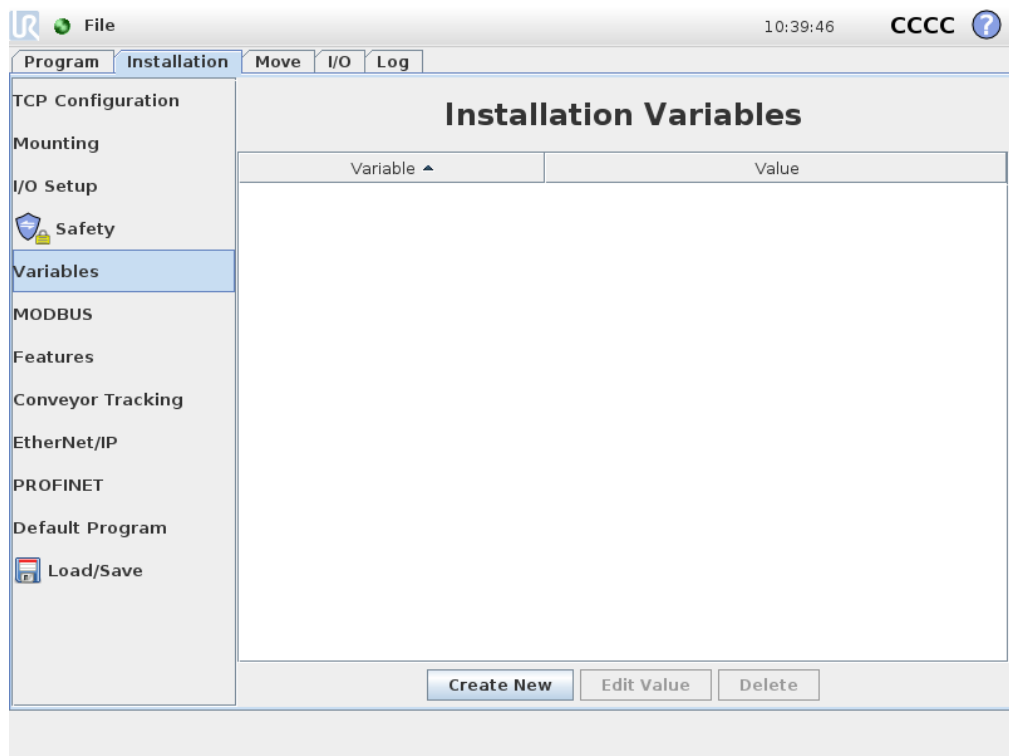 UR File 10:39:46 CCCC ?
Program Installation Move I/O Log
TCP Configuration
Mounting
I/O Setup
Safety
Variables
MODBUS
Features
Conveyor Tracking
EtherNet/IP
PROFINET
Default Program
Load/Save
Installation Variables
Variable Value
Create New Edit Value Delete